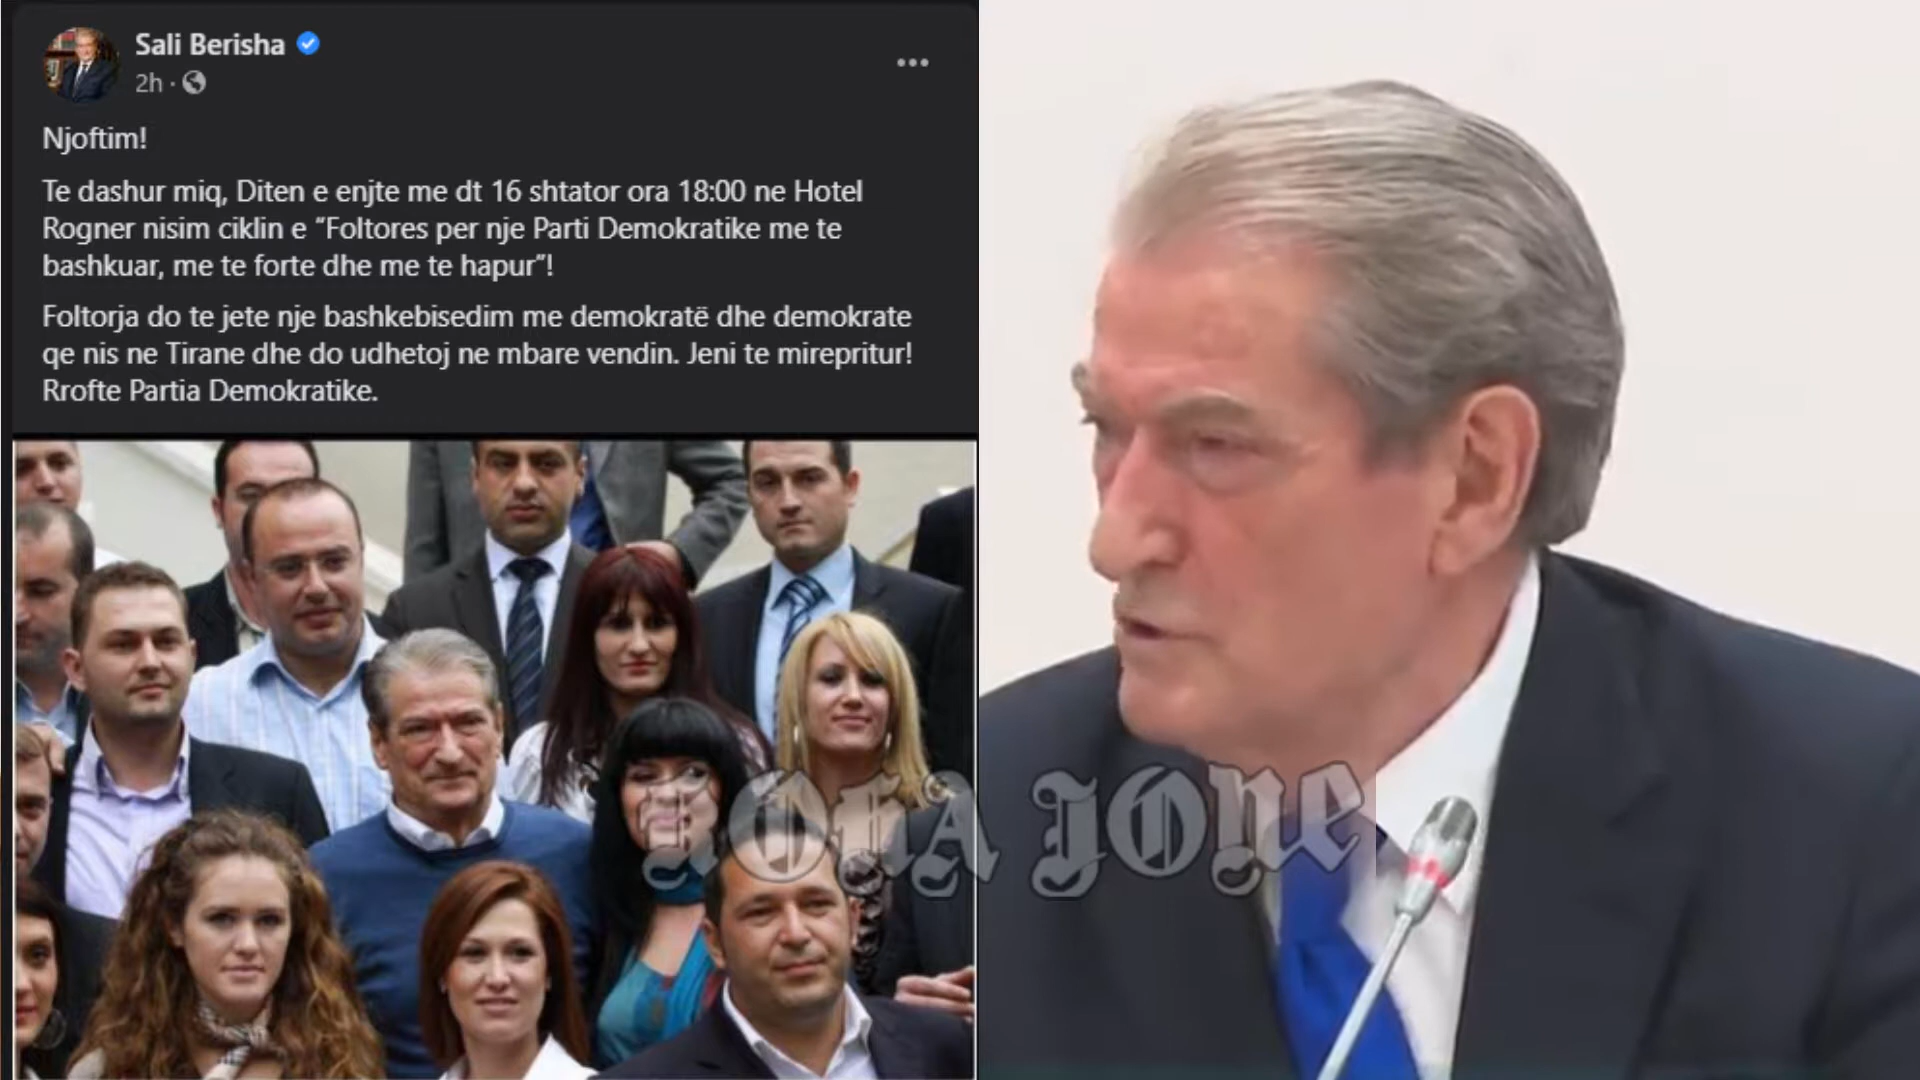 Sali Berisha
2h ·
Njoftim!
Te dashur miq, Diten e enjte me dt 16 shtator ora 18:00 ne Hotel
Rogner nisim ciklin e “Foltores per nje Parti Demokratike me te
bashkuar, me te forte dhe me te hapur”!
Foltorja do te jete nje bashkebisedim me demokratë dhe demokrate
qe nis ne Tirane dhe do udhetoj ne mbare vendin. Jeni te mirepritur!
Rrofte Partia Demokratike.
KOHA JONe